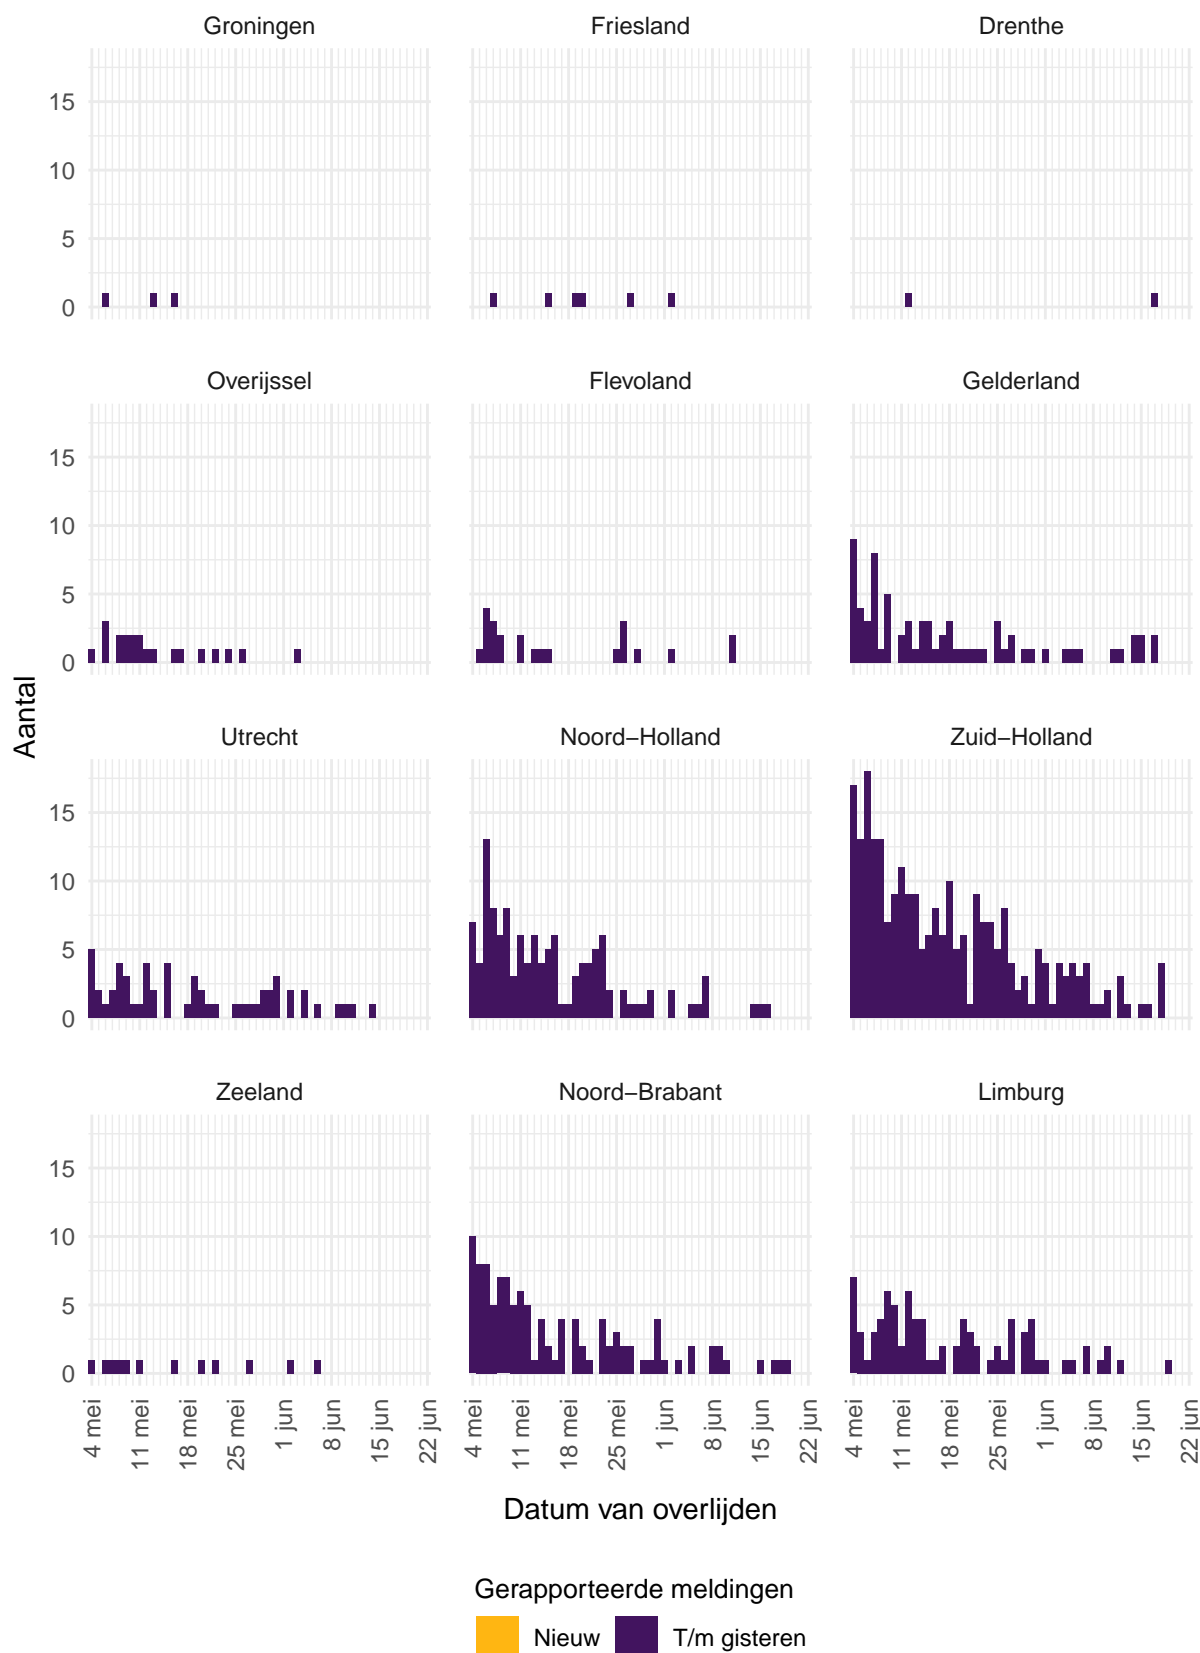 Groningen Friesland Drenthe
15
10
5
0
Overijssel Flevoland Gelderland
15
10
5
0
Aantal
Utrecht Noord−Holland Zuid−Holland
15
10
5
0
Zeeland Noord−Brabant Limburg
15
10
5
0
4 mei 11 mei 18 mei 25 mei 1 jun 8 jun 15 jun 22 jun 4 mei 11 mei 18 mei 25 mei 1 jun 8 jun 15 jun 22 jun 4 mei 11 mei 18 mei 25 mei 1 jun 8 jun 15 jun 22 jun
Datum van overlijden
Gerapporteerde meldingen
Nieuw T/m gisteren